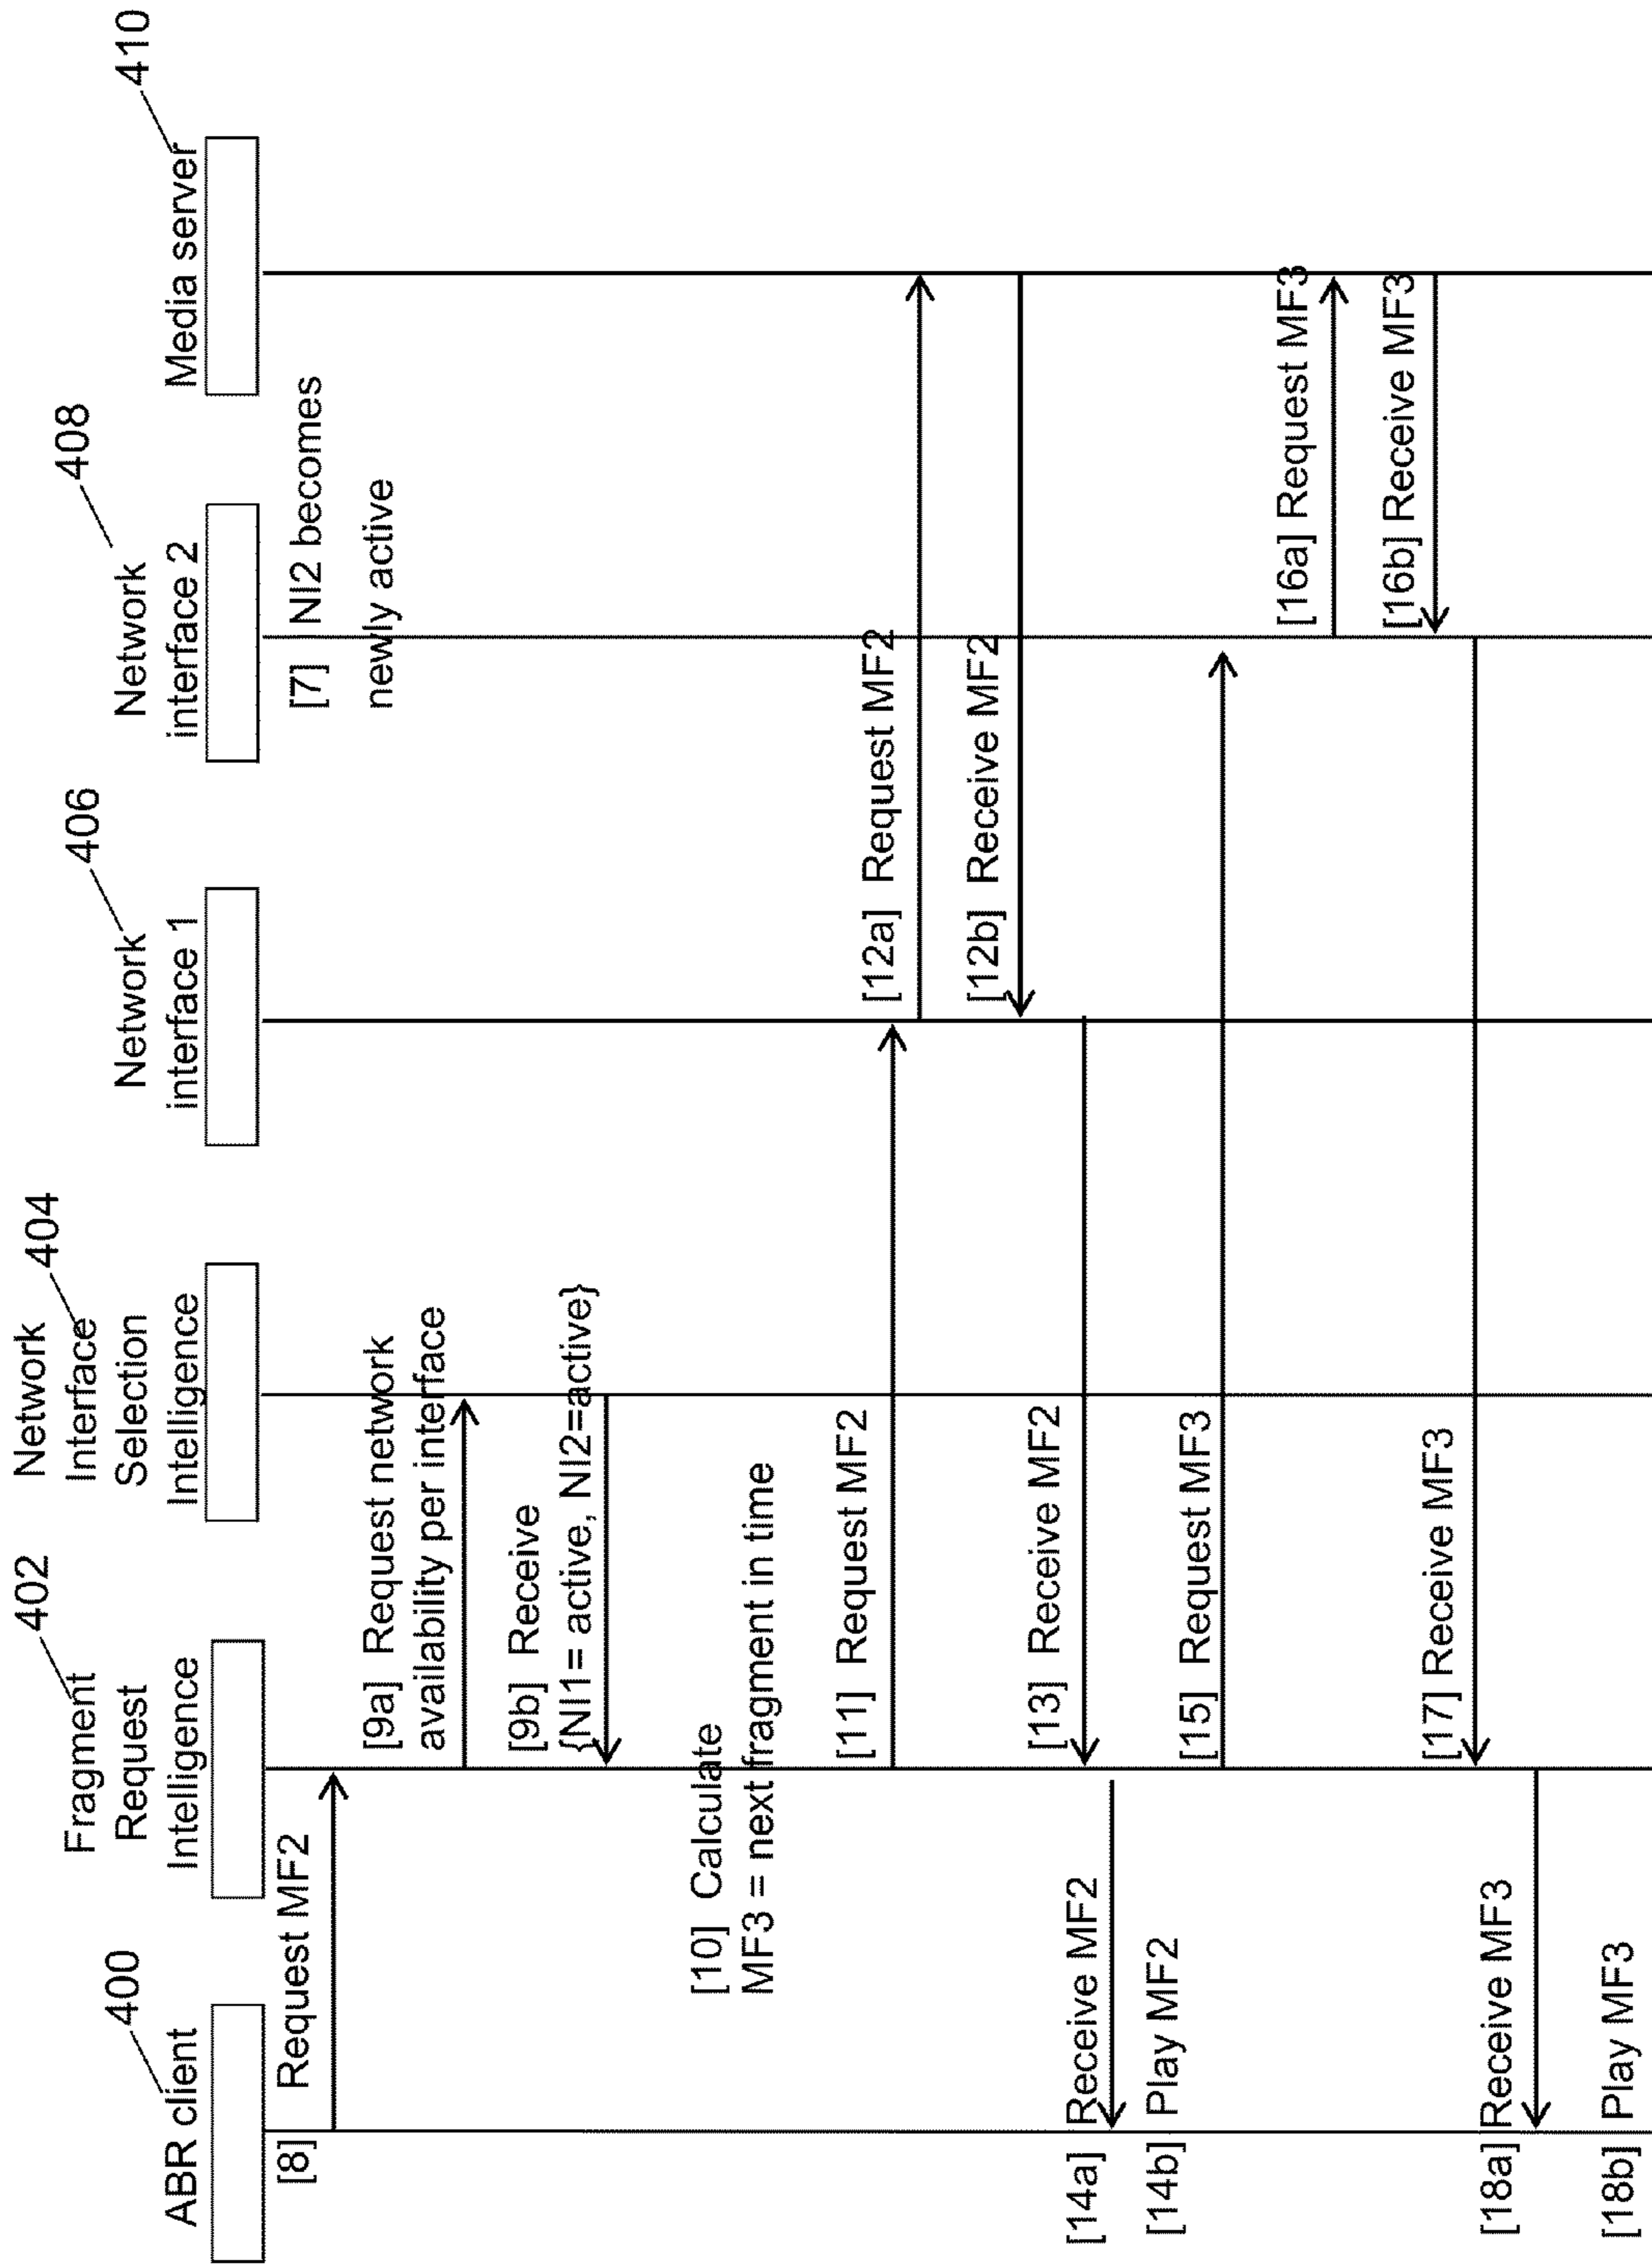 ABR client
400
Fragment
Request
Intelligence
402
Network
Interface
Selection
Intelligence
404
Network
interface 1
406
Network
interface 2
408
Media server
410
[7] NI2 becomes
newly active
[8] Request MF2
[9a] Request network
availability per interface
[9b] Receive
{NI1= active, NI2=active}
[10] Calculate
MF3 = next fragment in time
[11] Request MF2
[12a] Request MF2
[12b] Receive MF2
[13] Receive MF2
[14a] Receive MF2
[14b] Play MF2
[15] Request MF3
[16a] Request MF3
[16b] Receive MF3
[17] Receive MF3
[18a] Receive MF3
[18b] Play MF3